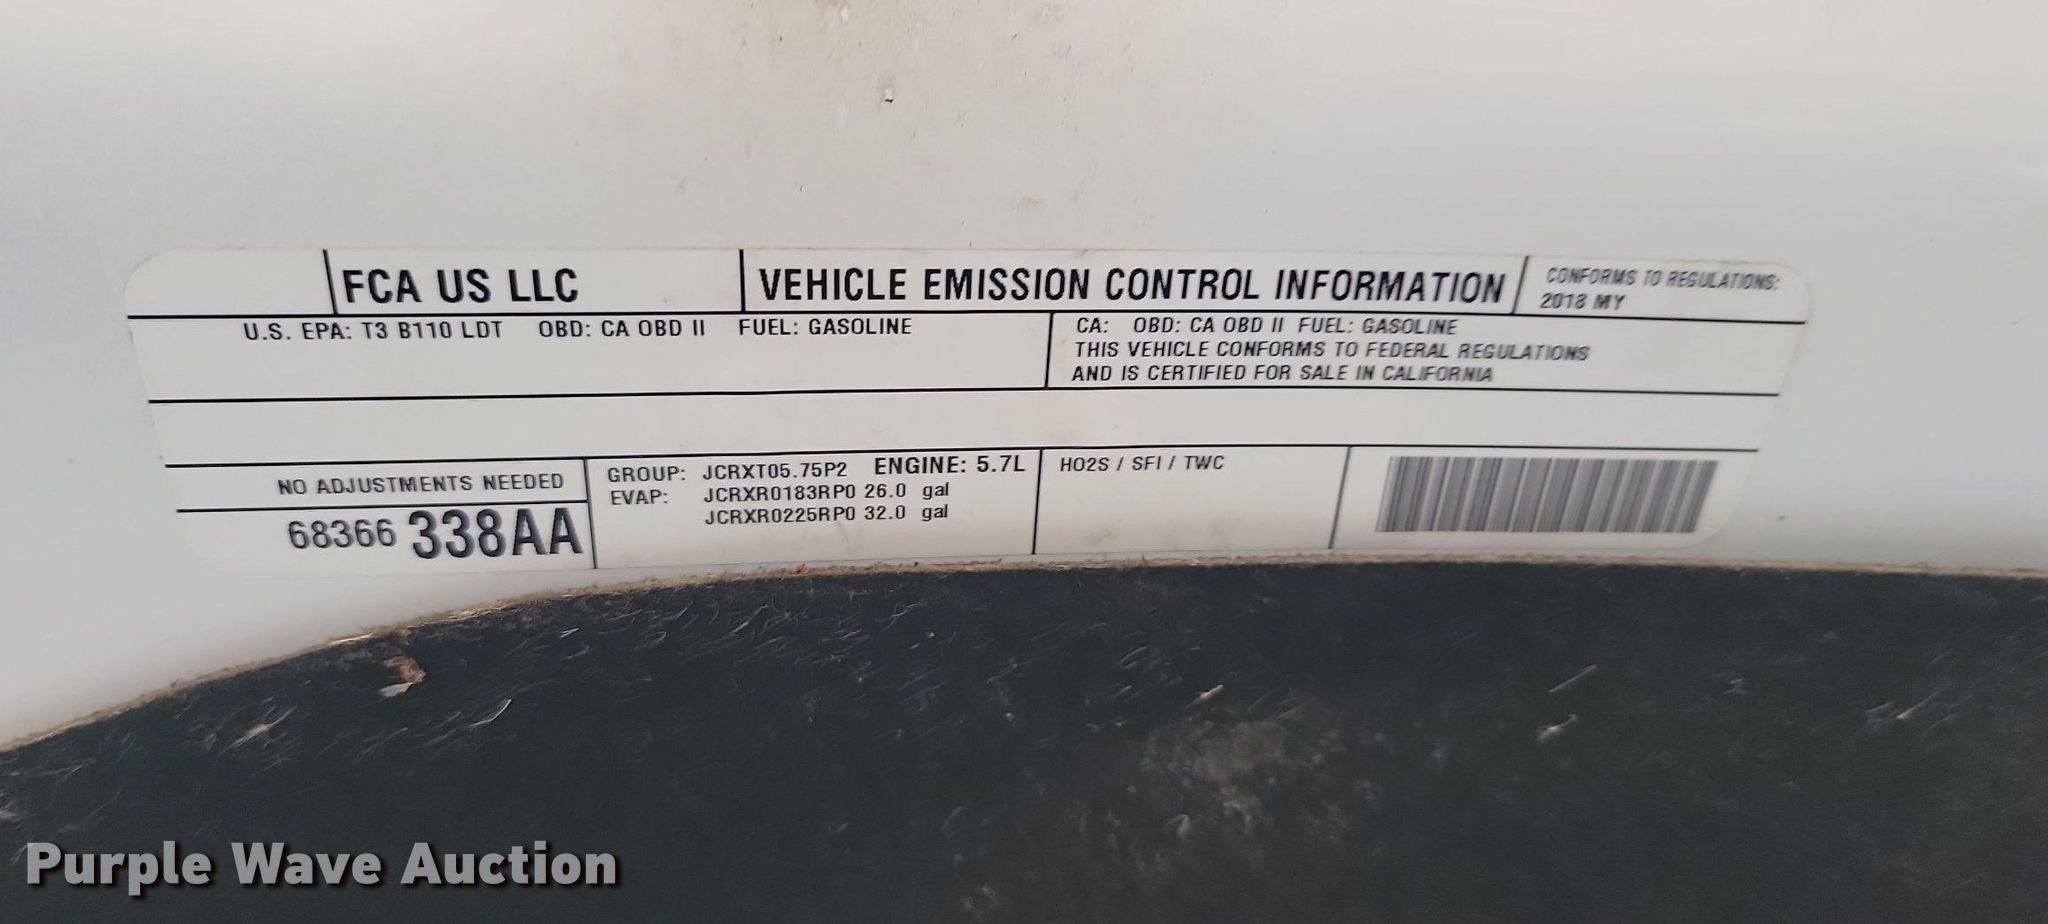 FCA US LLC
VEHICLE EMISSION CONTROL INFORMATION
CONFORMS TO REGULATIONS:
2018 MY
U.S. EPA: T3 B110 LDT OBD: CA OBD II FUEL: GASOLINE
CA: OBD: CA OBD II FUEL: GASOLINE
THIS VEHICLE CONFORMS TO FEDERAL REGULATIONS
AND IS CERTIFIED FOR SALE IN CALIFORNIA
NO ADJUSTMENTS NEEDED
68366 338AA
GROUP: JCRXT05.75P2 ENGINE: 5.7L
EVAP: JCRXR0183RP0 26.0 gal
JCRXR0225RP0 32.0 gal
HO2S / SFI / TWC
Purple Wave Auction